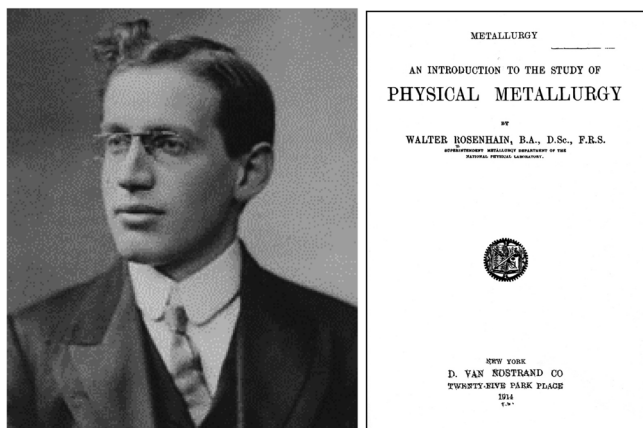 METALLURGY
AN INTRODUCTION TO THE STUDY OF
PHYSICAL METALLURGY
BY
WALTER ROSENHAIN, B.A., D.Sc., F.R.S.
SUPERINTENDENT METALLURGY DEPARTMENT OF THE
NATIONAL PHYSICAL LABORATORY.
NEW YORK
D. VAN NOSTRAND CO
TWENTY-FIVE PARK PLACE
1914